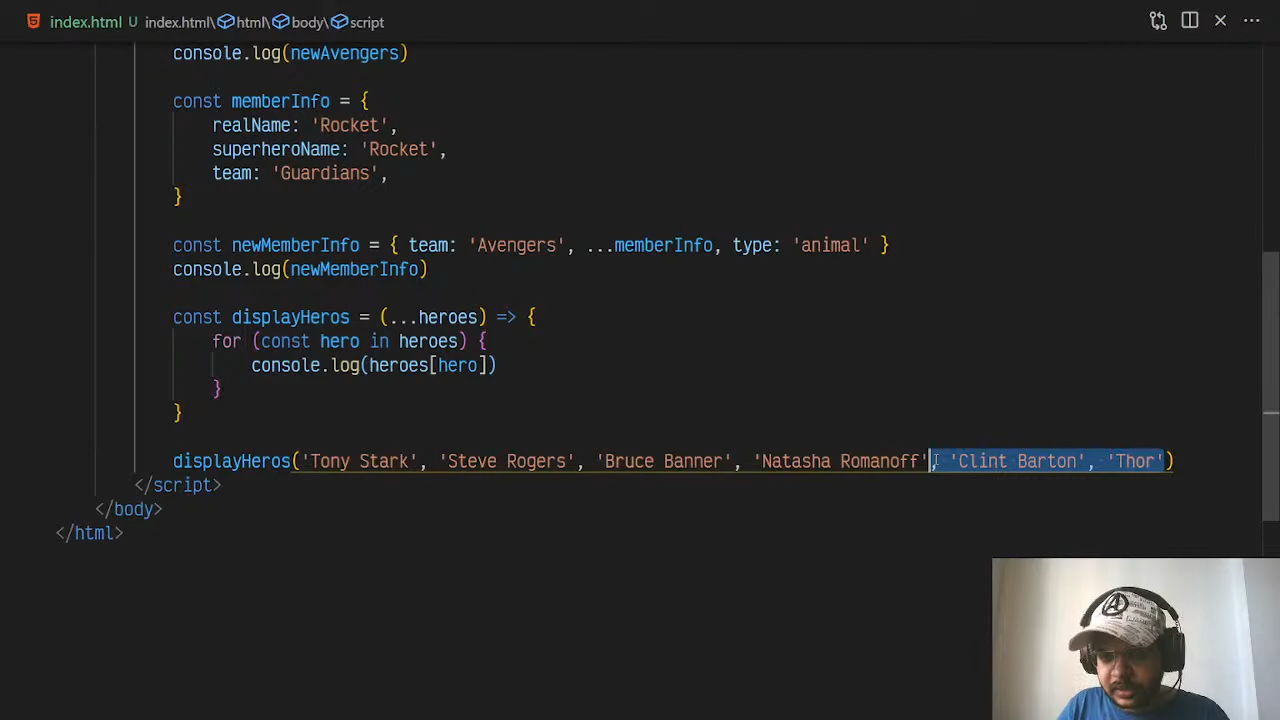 index.html U index.html\html\body\script
console.log(newAvengers)
const memberInfo = {
realName: 'Rocket',
superheroName: 'Rocket',
team: 'Guardians',
}
const newMemberInfo = { team: 'Avengers', ...memberInfo, type: 'animal' }
console.log(newMemberInfo)
const displayHeros = (...heroes) => {
for (const hero in heroes) {
console.log(heroes[hero])
}
}
displayHeros('Tony Stark', 'Steve Rogers', 'Bruce Banner', 'Natasha Romanoff', 'Clint Barton', 'Thor')
</script>
</body>
</html>